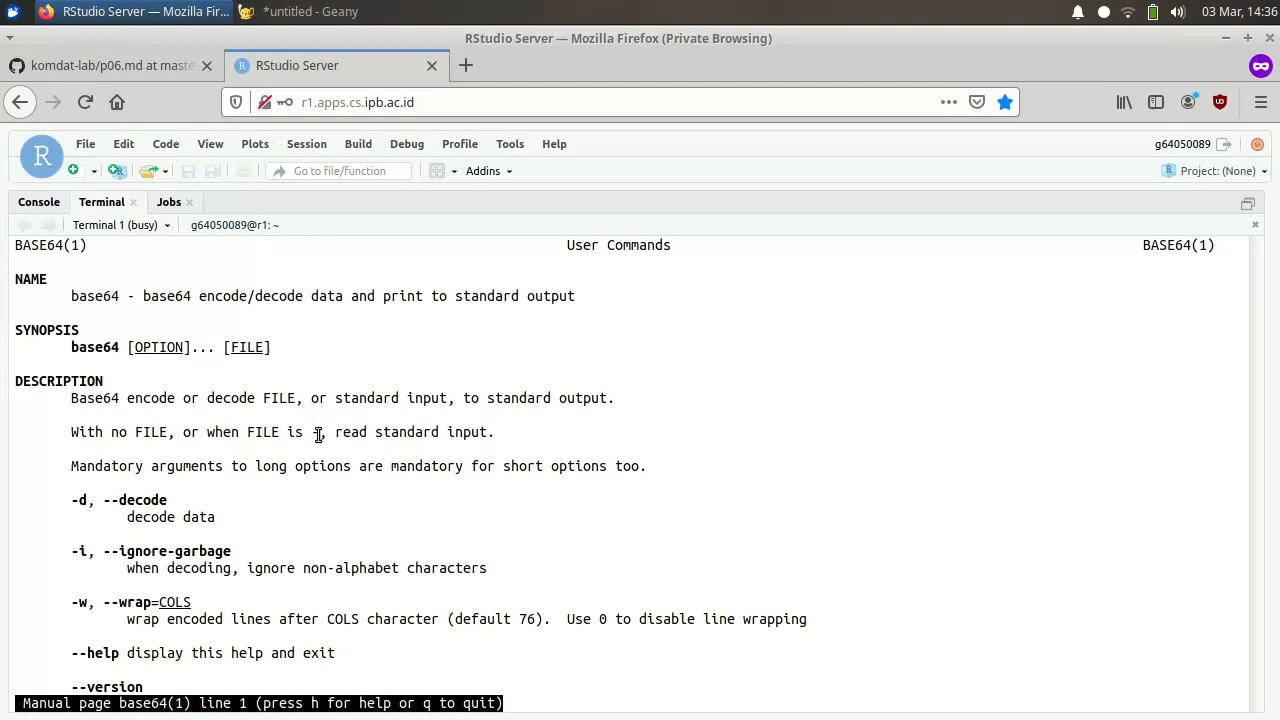 RStudio Server — Mozilla Fir... *untitled - Geany 03 Mar, 14:36
RStudio Server — Mozilla Firefox (Private Browsing)
komdat-lab/p06.md at maste RStudio Server
r1.apps.cs.ipb.ac.id
File Edit Code View Plots Session Build Debug Profile Tools Help g64050089
Go to file/function Addins Project: (None)
Console Terminal Jobs
Terminal 1 (busy) g64050089@r1: ~
BASE64(1) User Commands BASE64(1)
NAME
base64 - base64 encode/decode data and print to standard output
SYNOPSIS
base64 [OPTION]... [FILE]
DESCRIPTION
Base64 encode or decode FILE, or standard input, to standard output.
With no FILE, or when FILE is -, read standard input.
Mandatory arguments to long options are mandatory for short options too.
-d, --decode
decode data
-i, --ignore-garbage
when decoding, ignore non-alphabet characters
-w, --wrap=COLS
wrap encoded lines after COLS character (default 76). Use 0 to disable line wrapping
--help display this help and exit
--version
Manual page base64(1) line 1 (press h for help or q to quit)